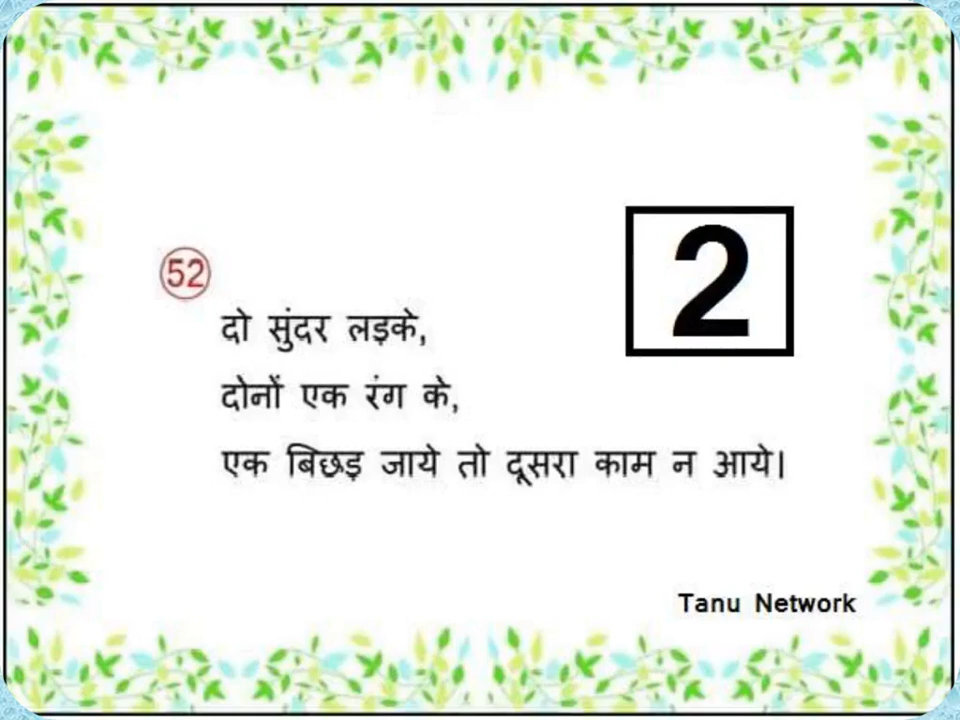 52
2
दो सुंदर लड़के,
दोनों एक रंग के,
एक बिछड़ जाये तो दूसरा काम न आये।
Tanu Network